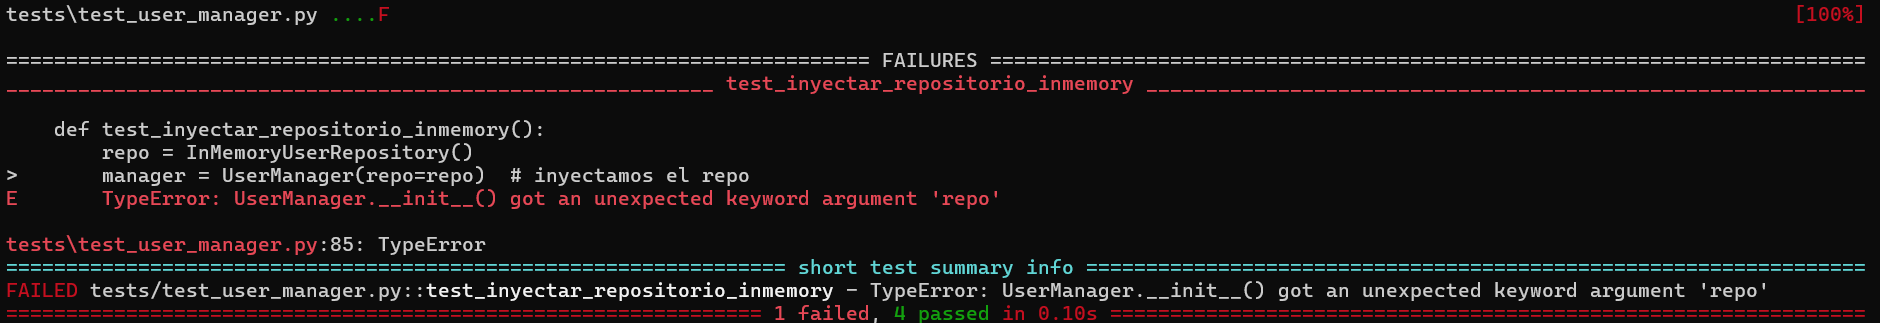 tests\test_user_manager.py ....F [100%]
======================================================================== FAILURES =========================================================================
___________________________________________________________ test_inyectar_repositorio_inmemory ____________________________________________________________
    def test_inyectar_repositorio_inmemory():
        repo = InMemoryUserRepository()
>       manager = UserManager(repo=repo)  # inyectamos el repo
E       TypeError: UserManager.__init__() got an unexpected keyword argument 'repo'
tests\test_user_manager.py:85: TypeError
================================================================= short test summary info =================================================================
FAILED tests/test_user_manager.py::test_inyectar_repositorio_inmemory - TypeError: UserManager.__init__() got an unexpected keyword argument 'repo'
=============================================================== 1 failed, 4 passed in 0.10s ===============================================================